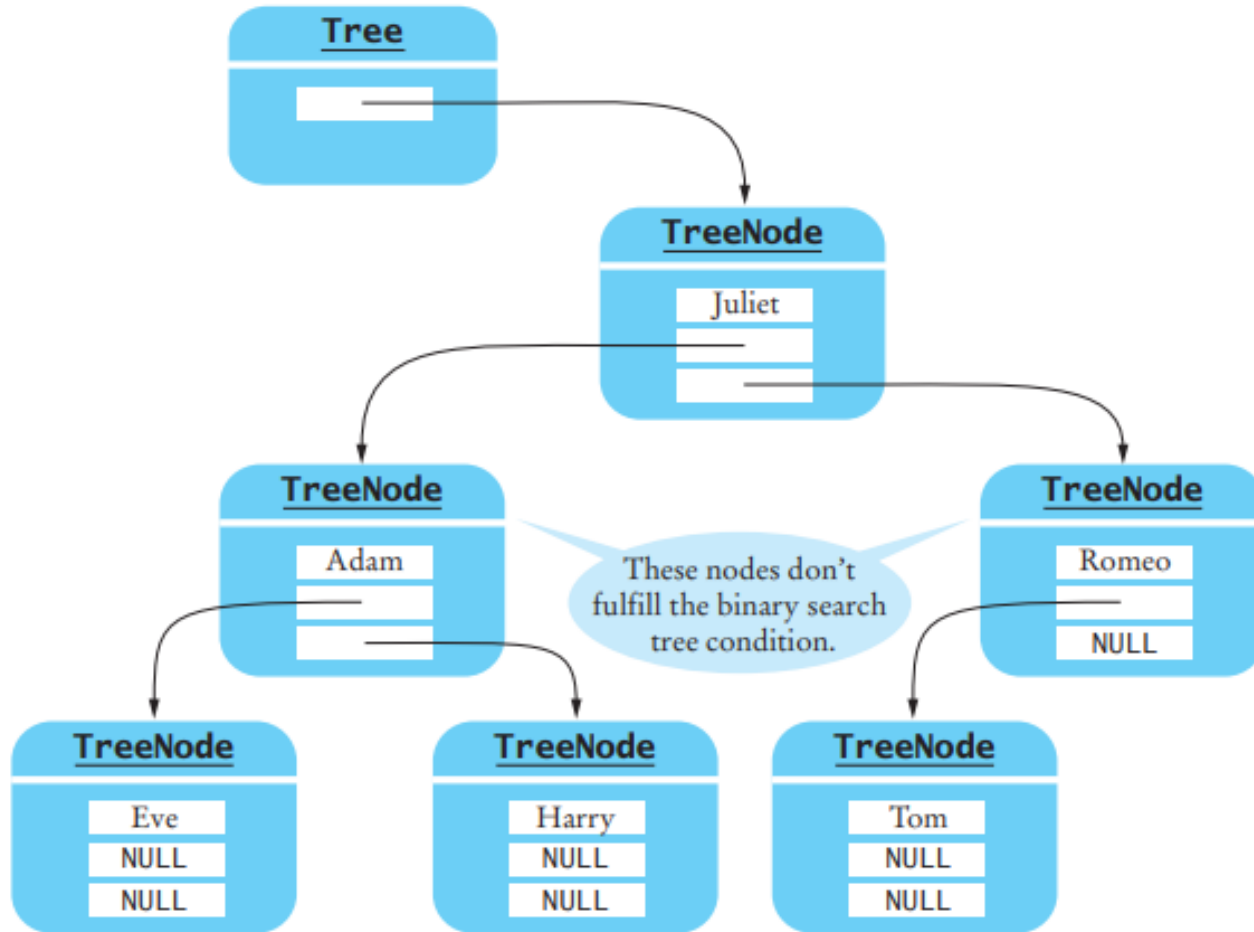 Tree
TreeNode
Juliet
TreeNode
Adam
These nodes don’t
fulfill the binary search
tree condition.
TreeNode
Romeo
NULL
TreeNode
Eve
NULL
NULL
TreeNode
Harry
NULL
NULL
TreeNode
Tom
NULL
NULL